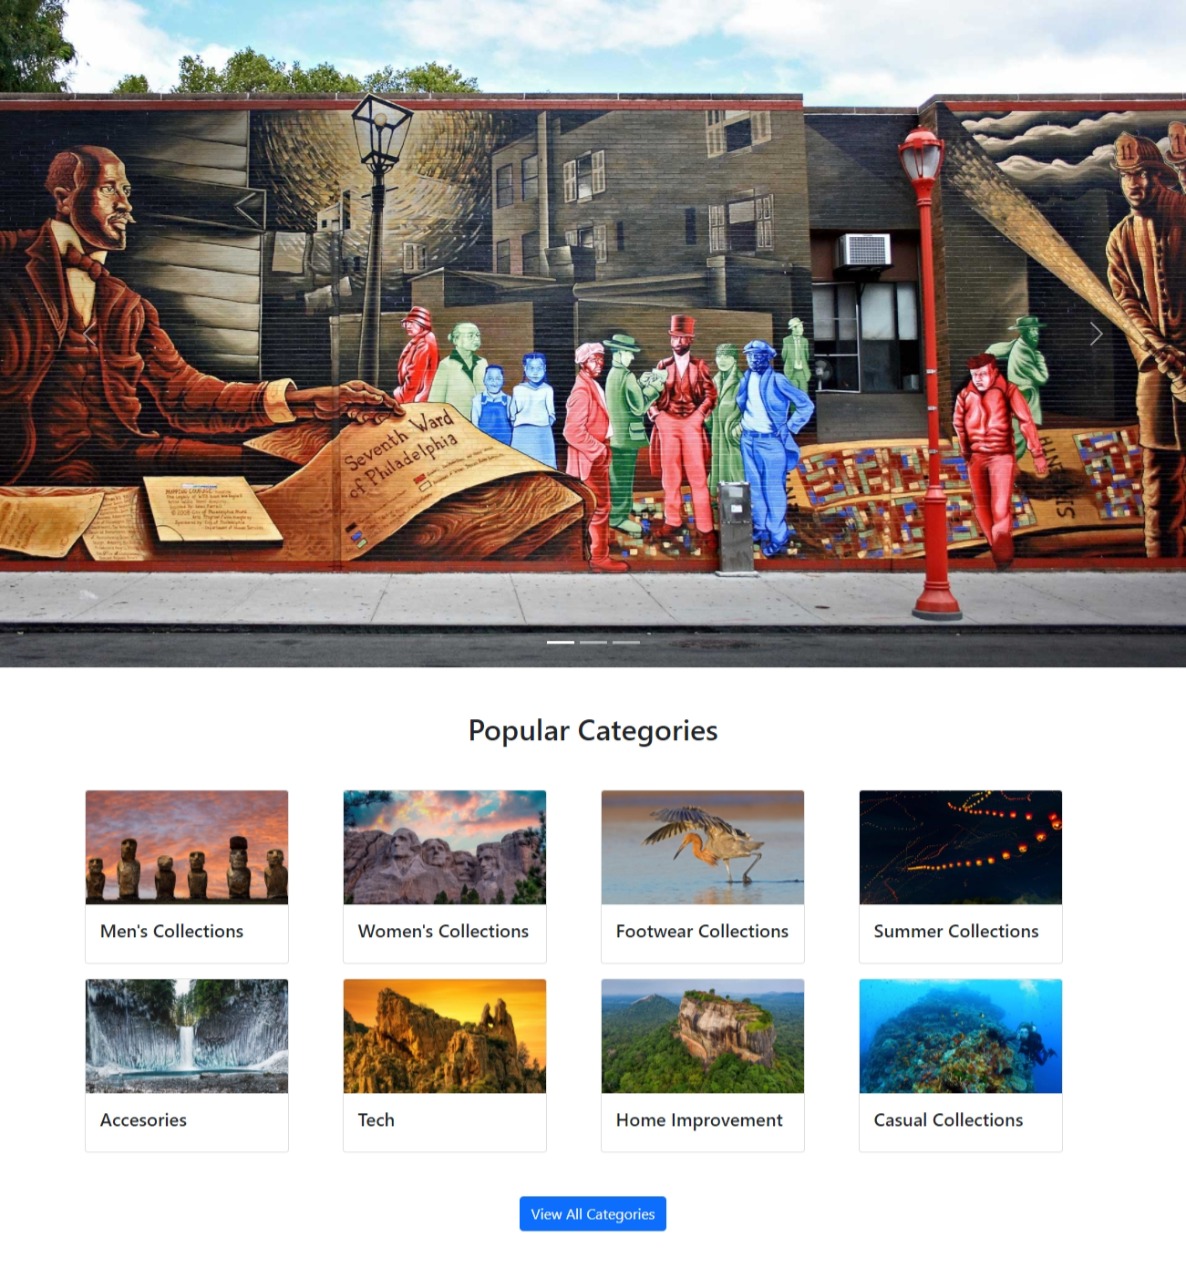 11
Seventh Ward
of Philadelphia
Popular Categories
Men's Collections
Women's Collections
Footwear Collections
Summer Collections
Accesories
Tech
Home Improvement
Casual Collections
View All Categories